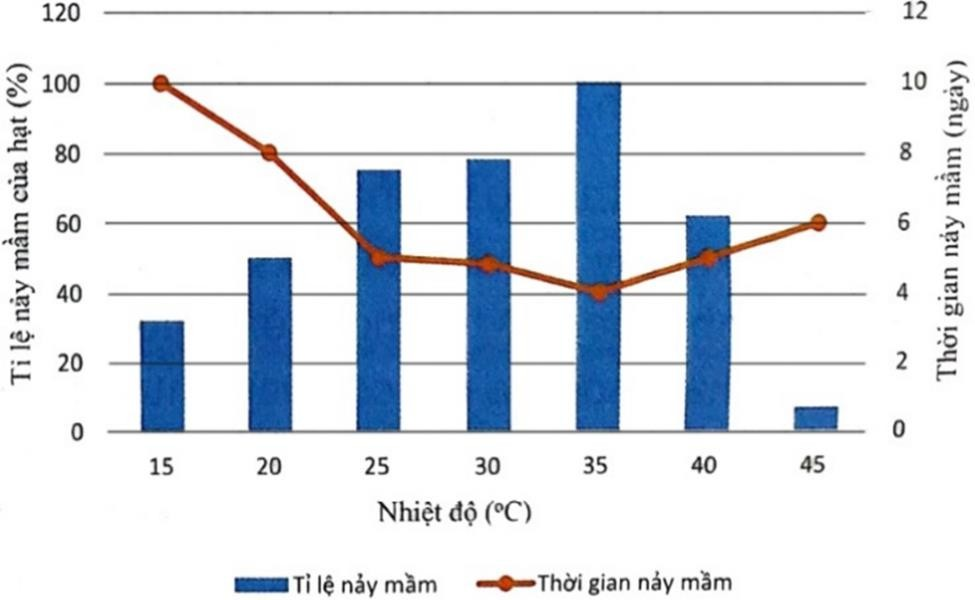 120
100
80
60
40
20
0
Tỉ lệ nảy mầm của hạt (%)
12
10
8
6
4
2
0
Thời gian nảy mầm (ngày)
15 20 25 30 35 40 45
Nhiệt độ (°C)
Tỉ lệ nảy mầm Thời gian nảy mầm